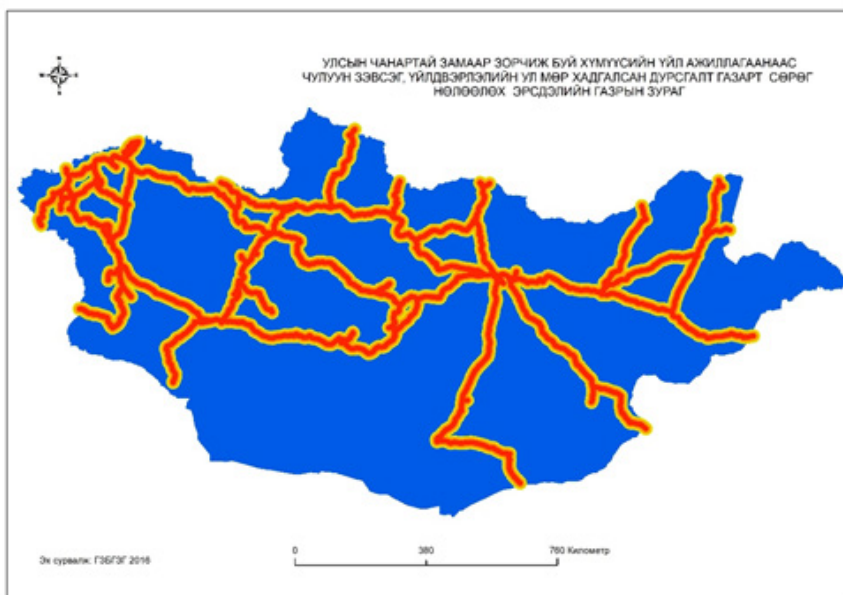 УЛСЫН ЧАНАРТАЙ ЗАМААР ЗОРЧИЖ БУЙ ХҮМҮҮСИЙН ҮЙЛ АЖИЛЛАГААНААС
ЧУЛУУН ЗЭВСЭГ, ҮЙЛДВЭРЛЭЛИЙН УЛ МӨР ХАДГАЛСАН ДУРСГАЛТ ГАЗАРТ СӨРӨГ
НӨЛӨӨЛӨХ ЭРСДЭЛИЙН ГАЗРЫН ЗУРАГ
Эх сурвалж: ГЗБГЗГ 2016
0 380 760 Километр